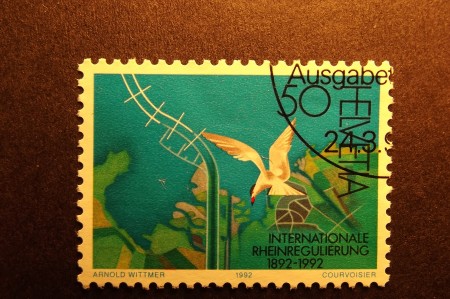 Ausgabe
50
HELVETIA
24.3.
INTERNATIONALE
RHEINREGULIERUNG
1892-1992
ARNOLD WITTMER 1992 COURVOISIER